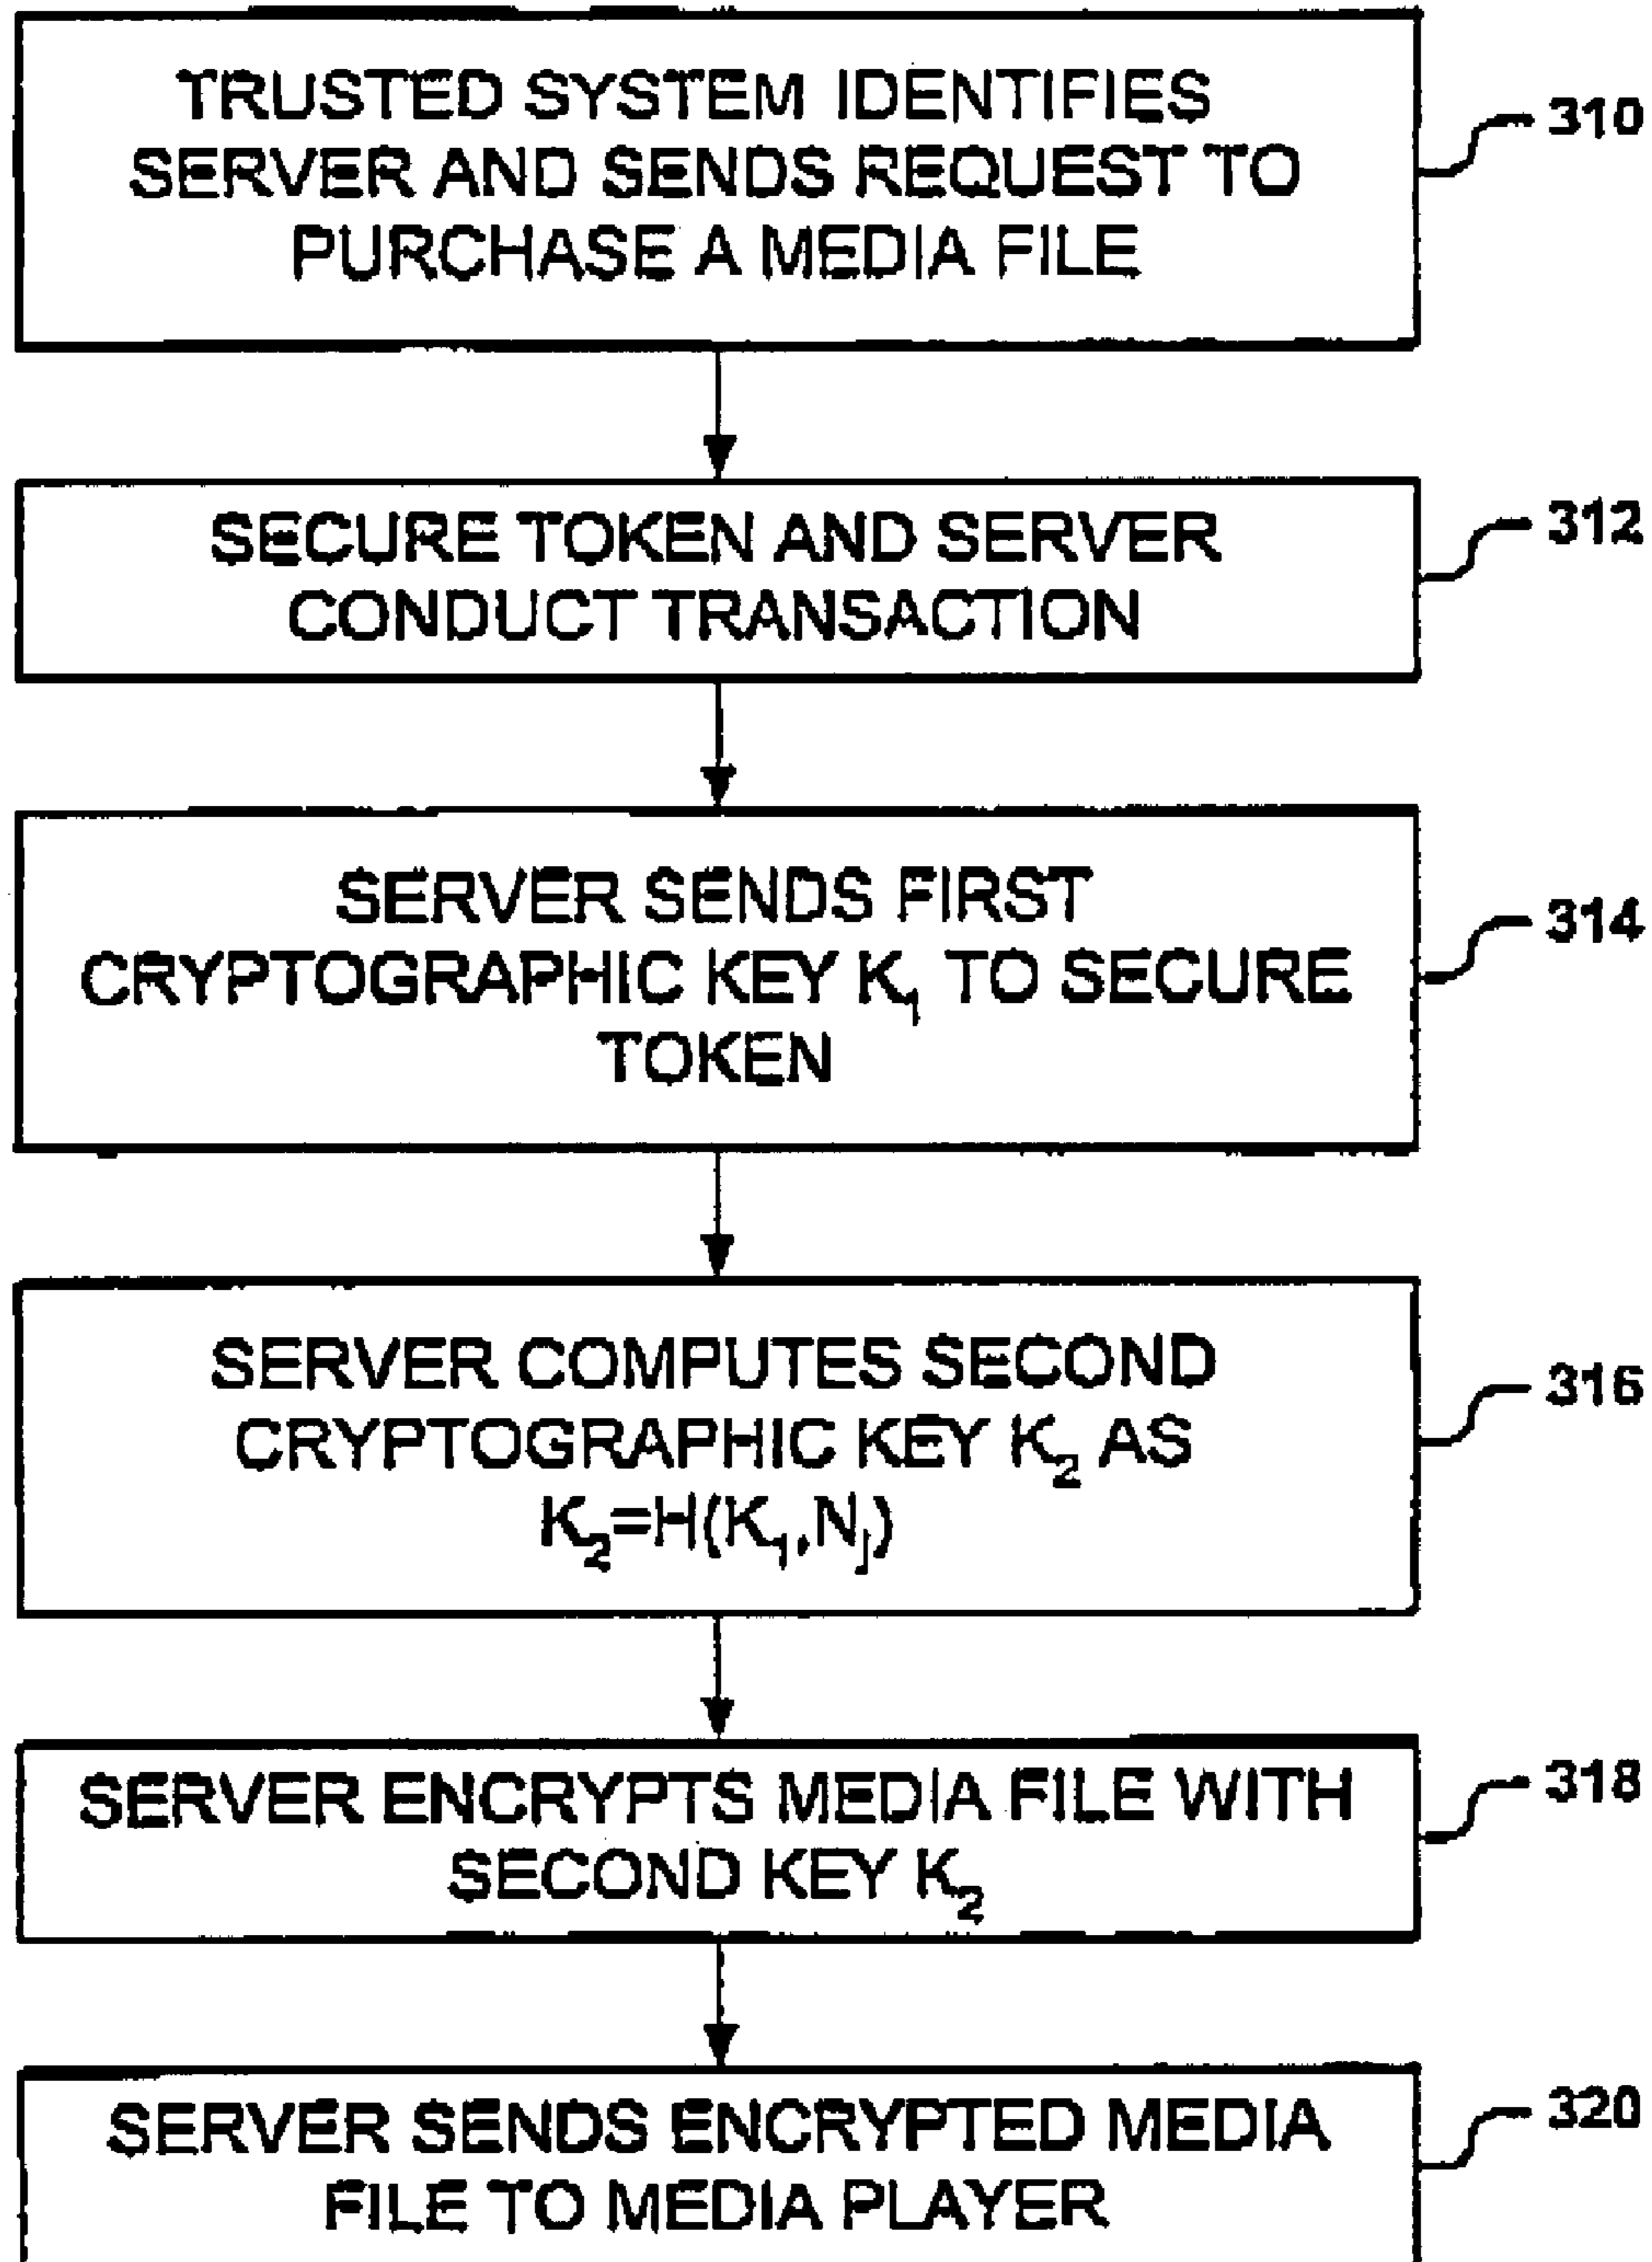 TRUSTED SYSTEM IDENTIFIES
SERVER AND SENDS REQUEST TO
PURCHASE A MEDIA FILE
310
SECURE TOKEN AND SERVER
CONDUCT TRANSACTION
312
SERVER SENDS FIRST
CRYPTOGRAPHIC KEY K₁ TO SECURE
TOKEN
314
SERVER COMPUTES SECOND
CRYPTOGRAPHIC KEY K₂ AS
K₂=H(K₁,Nⱼ)
316
SERVER ENCRYPTS MEDIA FILE WITH
SECOND KEY K₂
318
SERVER SENDS ENCRYPTED MEDIA
FILE TO MEDIA PLAYER
320